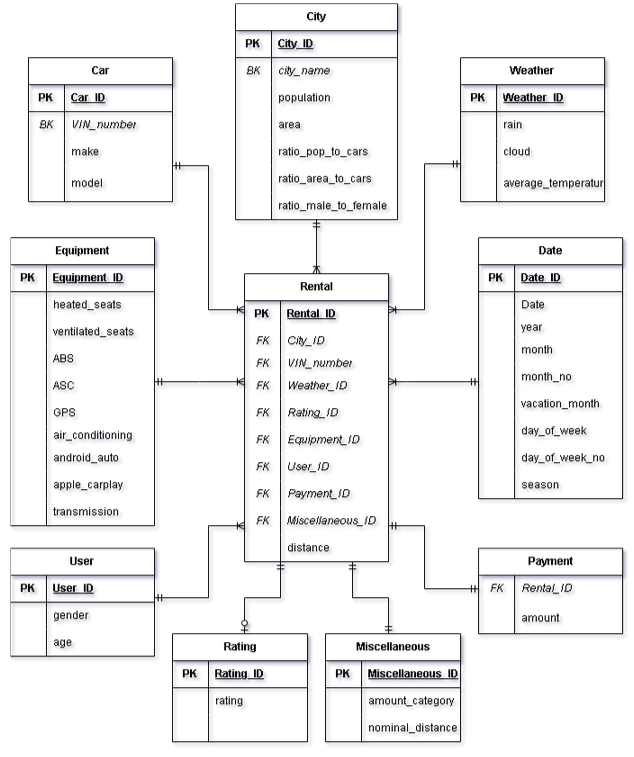 City
PK City_ID
BK city_name
population
area
ratio_pop_to_cars
ratio_area_to_cars
ratio_male_to_female
Car
PK Car_ID
BK VIN_number
make
model
Weather
PK Weather_ID
rain
cloud
average_temperatur
Equipment
PK Equipment_ID
heated_seats
ventilated_seats
ABS
ASC
GPS
air_conditioning
android_auto
apple_carplay
transmission
Rental
PK Rental_ID
FK City_ID
FK VIN_number
FK Weather_ID
FK Rating_ID
FK Equipment_ID
FK User_ID
FK Payment_ID
FK Miscellaneous_ID
distance
Date
PK Date_ID
Date
year
month
month_no
vacation_month
day_of_week
day_of_week_no
season
User
PK User_ID
gender
age
Payment
FK Rental_ID
amount
Rating
PK Rating_ID
rating
Miscellaneous
PK Miscellaneous_ID
amount_category
nominal_distance